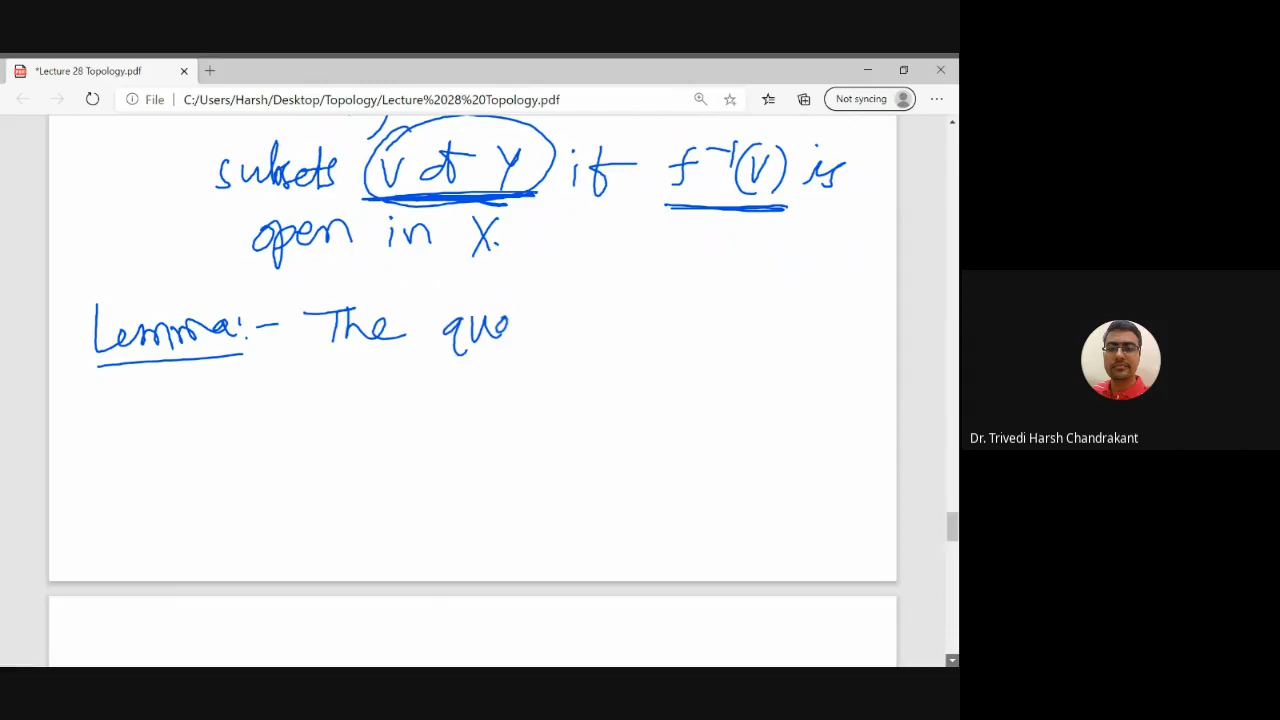 *Lecture 28 Topology.pdf
File C:/Users/Harsh/Desktop/Topology/Lecture%2028%20Topology.pdf Not syncing
subsets V of Y if f⁻¹(V) is
open in X.
Lemma:- The quo
Dr. Trivedi Harsh Chandrakant